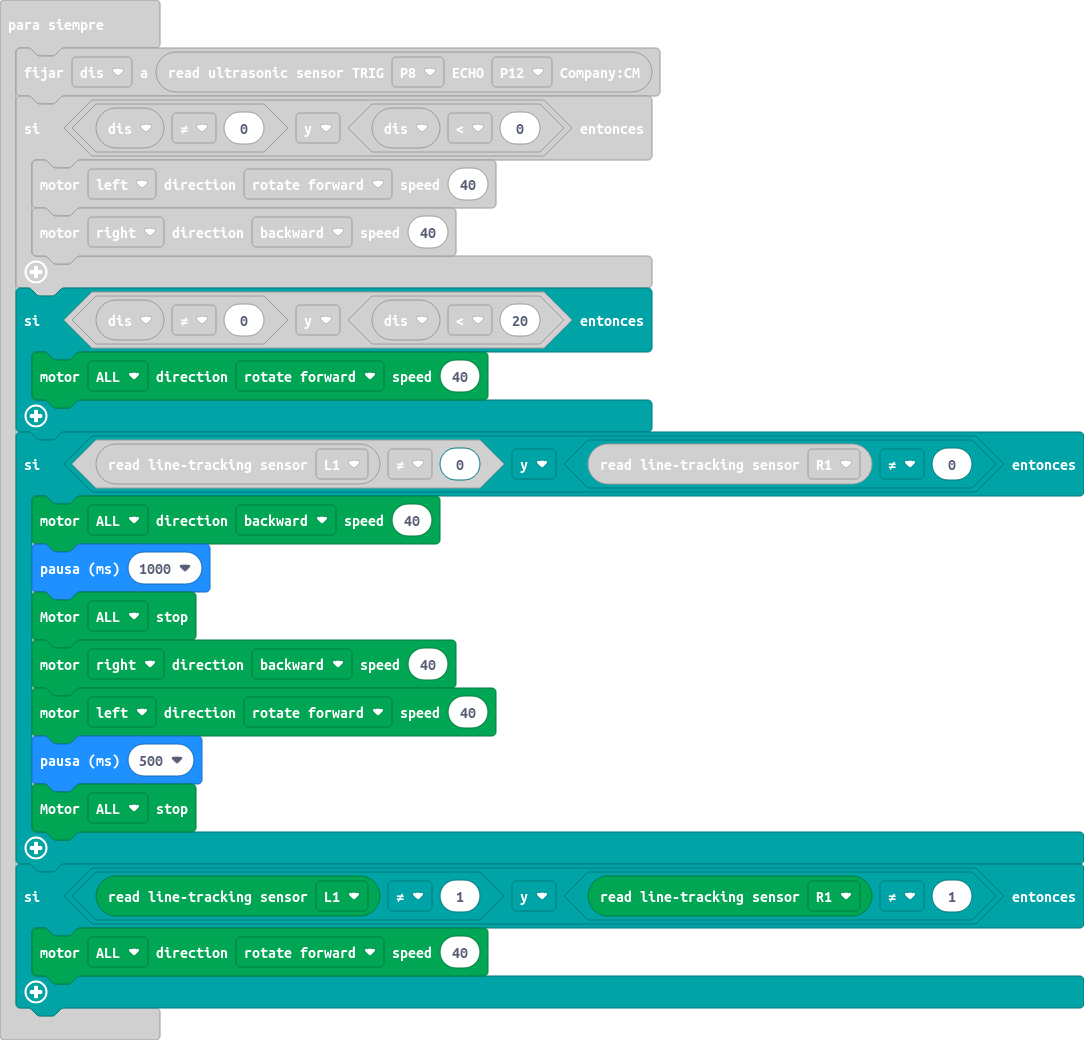 para siempre
fijar dis a read ultrasonic sensor TRIG P8 ECHO P12 Company:CM
si dis ≠ 0 y dis < 0 entonces
motor left direction rotate forward speed 40
motor right direction backward speed 40
si dis ≠ 0 y dis < 20 entonces
motor ALL direction rotate forward speed 40
si read line-tracking sensor L1 ≠ 0 y read line-tracking sensor R1 ≠ 0 entonces
motor ALL direction backward speed 40
pausa (ms) 1000
Motor ALL stop
motor right direction backward speed 40
motor left direction rotate forward speed 40
pausa (ms) 500
Motor ALL stop
si read line-tracking sensor L1 ≠ 1 y read line-tracking sensor R1 ≠ 1 entonces
motor ALL direction rotate forward speed 40